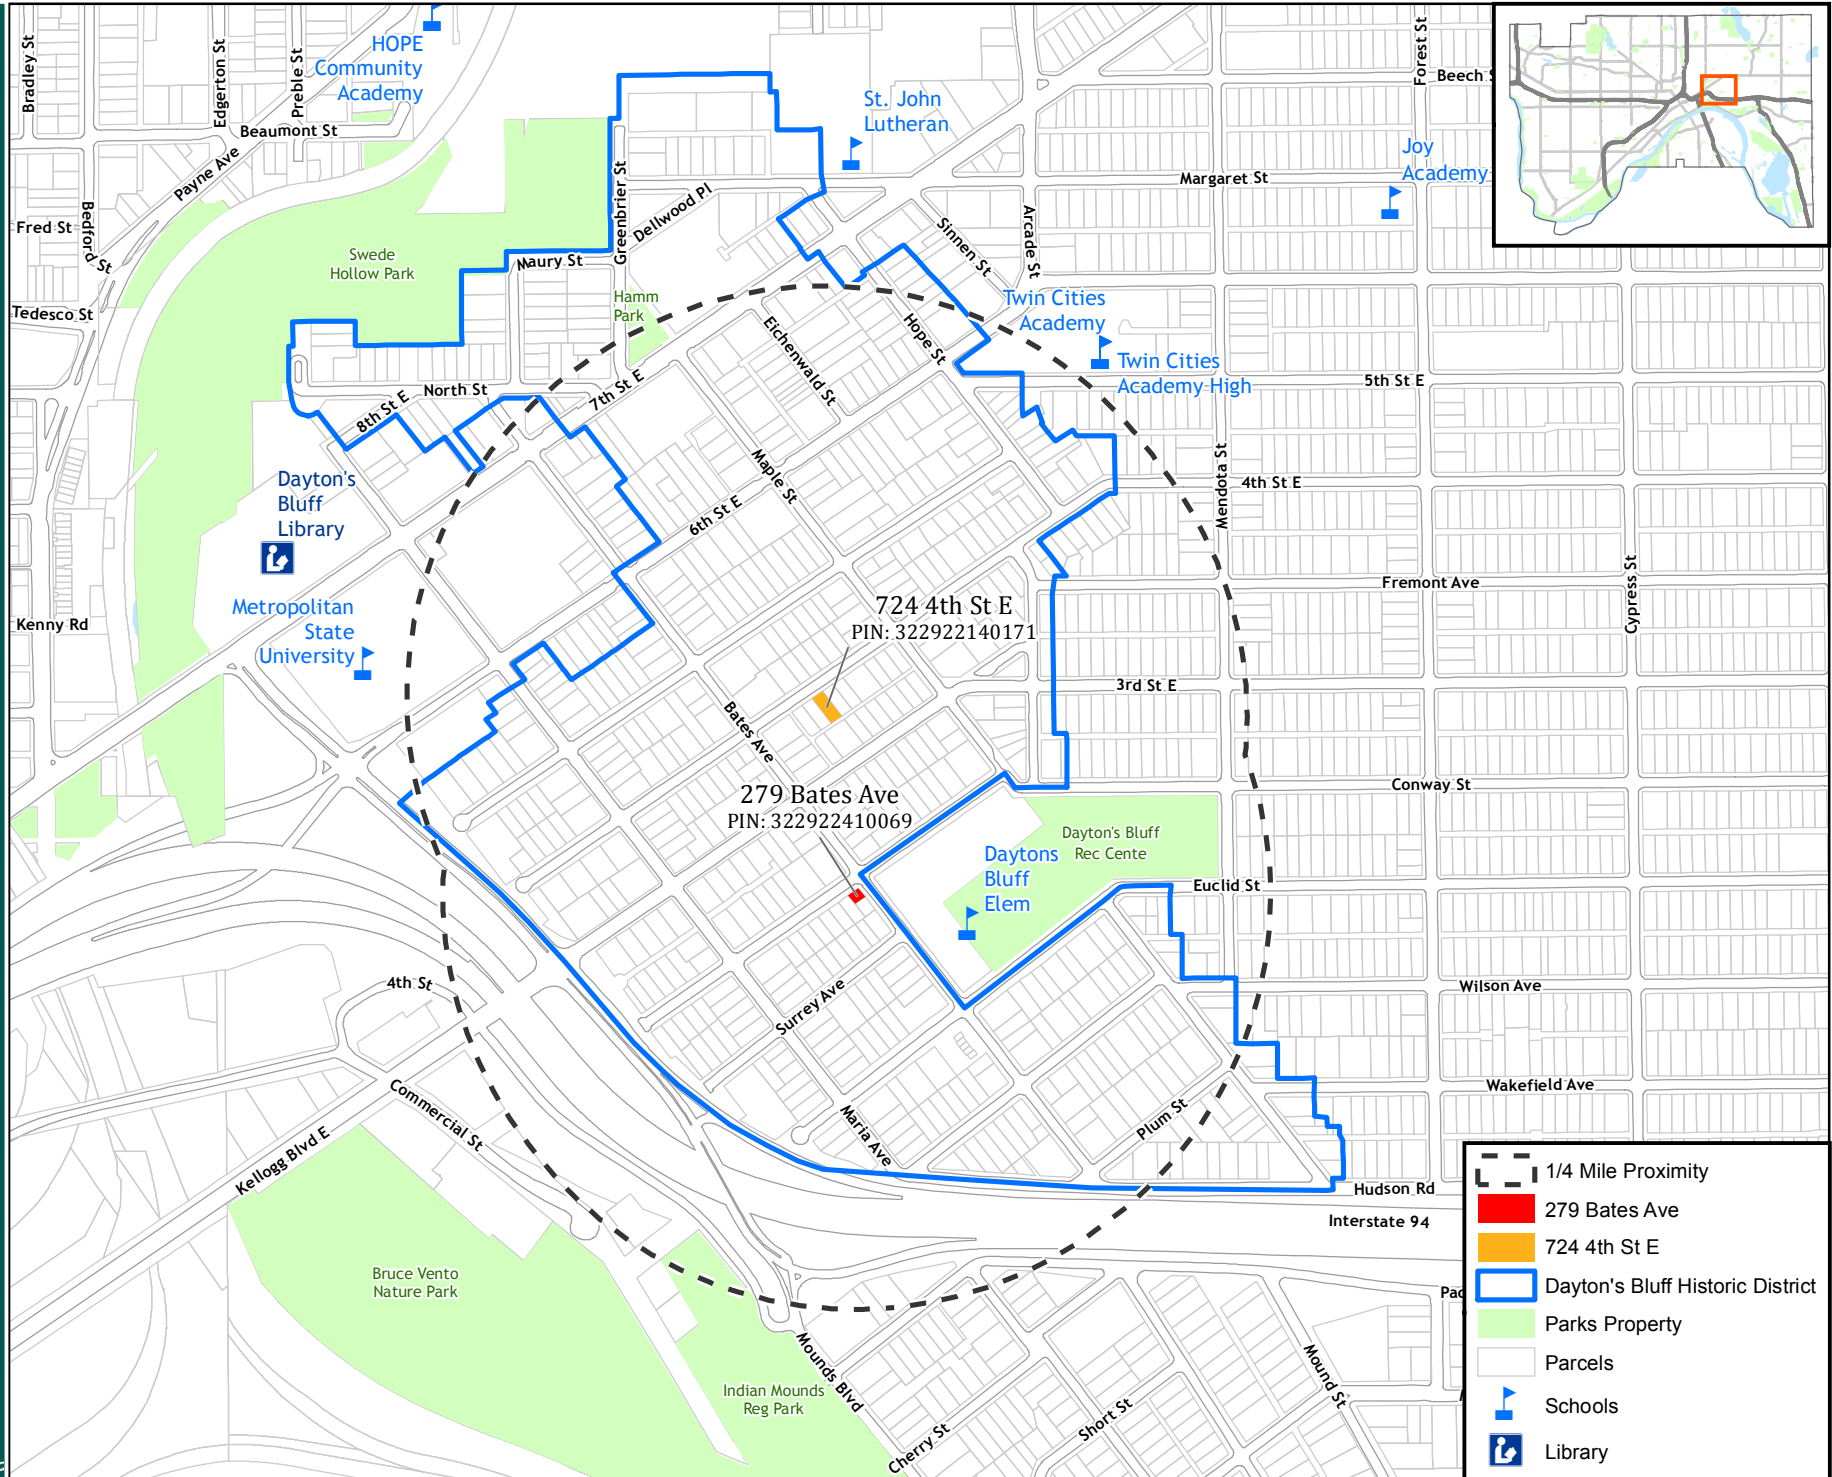 Bradley St
Edgerton St
Preble St
HOPE
Community
Academy
Beaumont St
Payne Ave
Bedford St
Fred St
Tedesco St
Kenny Rd
St. John
Lutheran
Greenbrier St
Dellwood Pl
Maury St
Swede
Hollow Park
Hamm
Park
Sinnen St
Arcade St
Margaret St
Forest St
Beech S
Joy
Academy
Twin Cities
Academy
Twin Cities
Academy High
Hope St
Eichenwald St
5th St E
North St
8th St E
7th St E
Maple St
6th St E
Mendota St
4th St E
Dayton's
Bluff
Library
Metropolitan
State
University
724 4th St E
PIN: 322922140171
Fremont Ave
Cypress St
3rd St E
Bates Ave
279 Bates Ave
PIN: 322922410069
Conway St
Dayton's Bluff
Rec Cente
Daytons
Bluff
Elem
Euclid St
Wilson Ave
4th St
Surrey Ave
Wakefield Ave
Commercial St
Kellogg Blvd E
Maria Ave
Plum St
Hudson Rd
Interstate 94
Bruce Vento
Nature Park
Indian Mounds
Reg Park
Mounds Blvd
Cherry St
Short St
Mound St
Pac
1/4 Mile Proximity
279 Bates Ave
724 4th St E
Dayton's Bluff Historic District
Parks Property
Parcels
Schools
Library